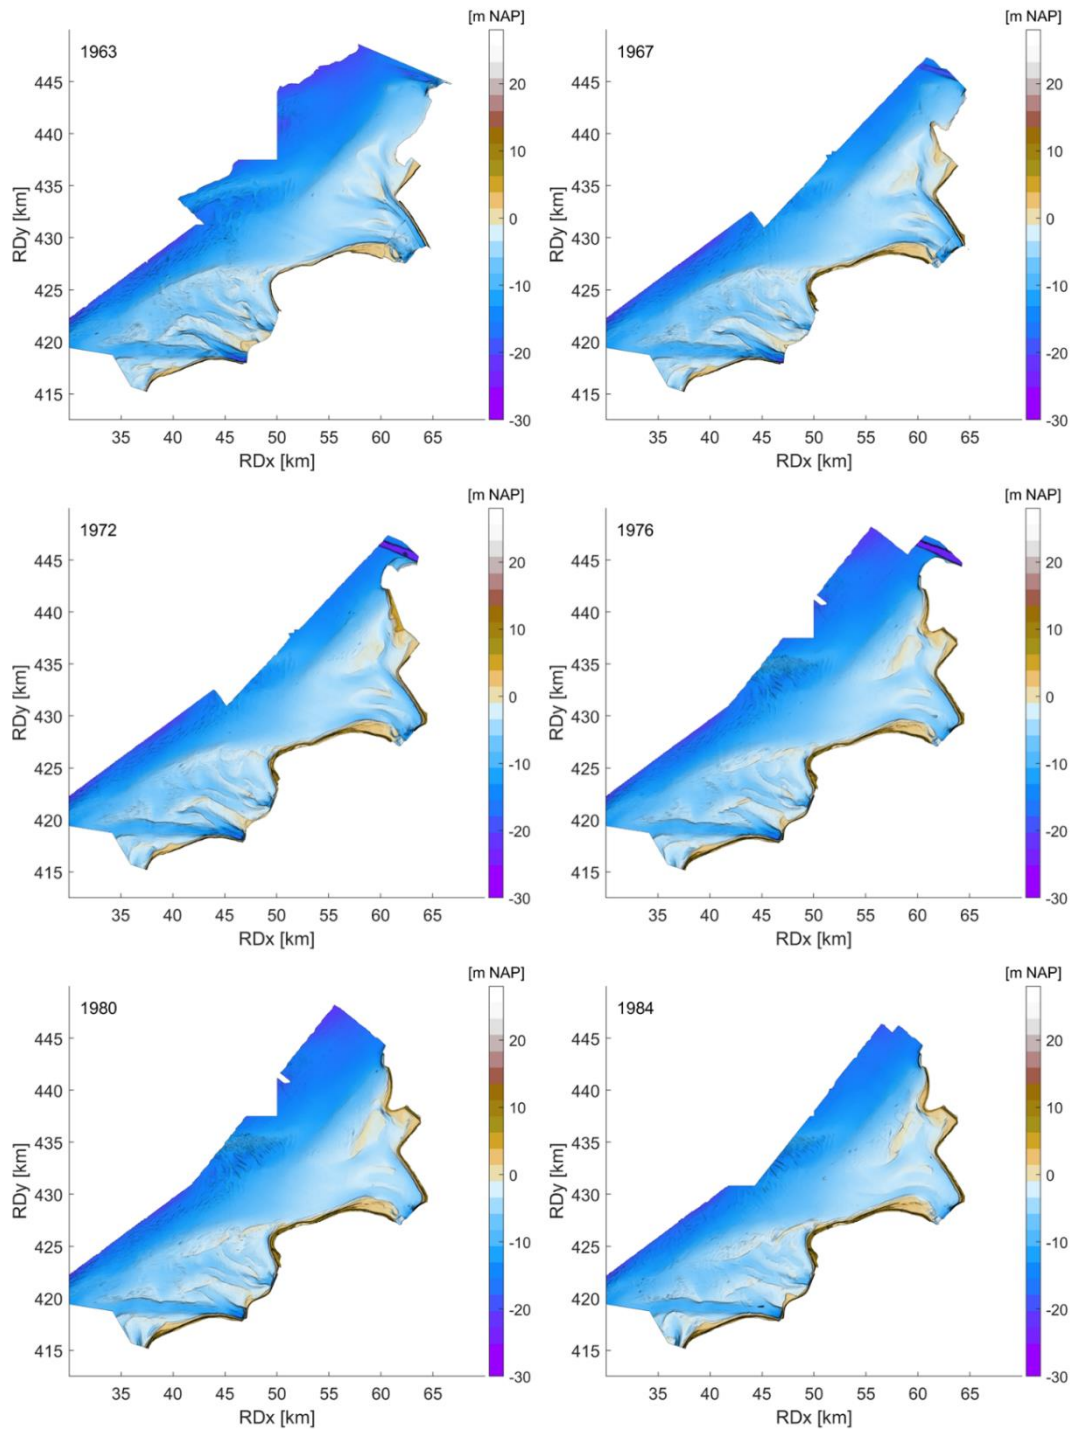 [m NAP] [m NAP]
1963 1967
445 20 445 20
440 10 440 10
435 435
RDy [km] 0 RDy [km] 0
430 430
425 -10 425 -10
420 -20 420 -20
415 415
-30 -30
35 40 45 50 55 60 65 35 40 45 50 55 60 65
RDx [km] RDx [km]
[m NAP] [m NAP]
1972 1976
445 20 445 20
440 10 440 10
435 435
RDy [km] 0 RDy [km] 0
430 430
425 -10 425 -10
420 -20 420 -20
415 415
-30 -30
35 40 45 50 55 60 65 35 40 45 50 55 60 65
RDx [km] RDx [km]
[m NAP] [m NAP]
1980 1984
445 20 445 20
440 10 440 10
435 435
RDy [km] 0 RDy [km] 0
430 430
425 -10 425 -10
420 -20 420 -20
415 415
-30 -30
35 40 45 50 55 60 65 35 40 45 50 55 60 65
RDx [km] RDx [km]